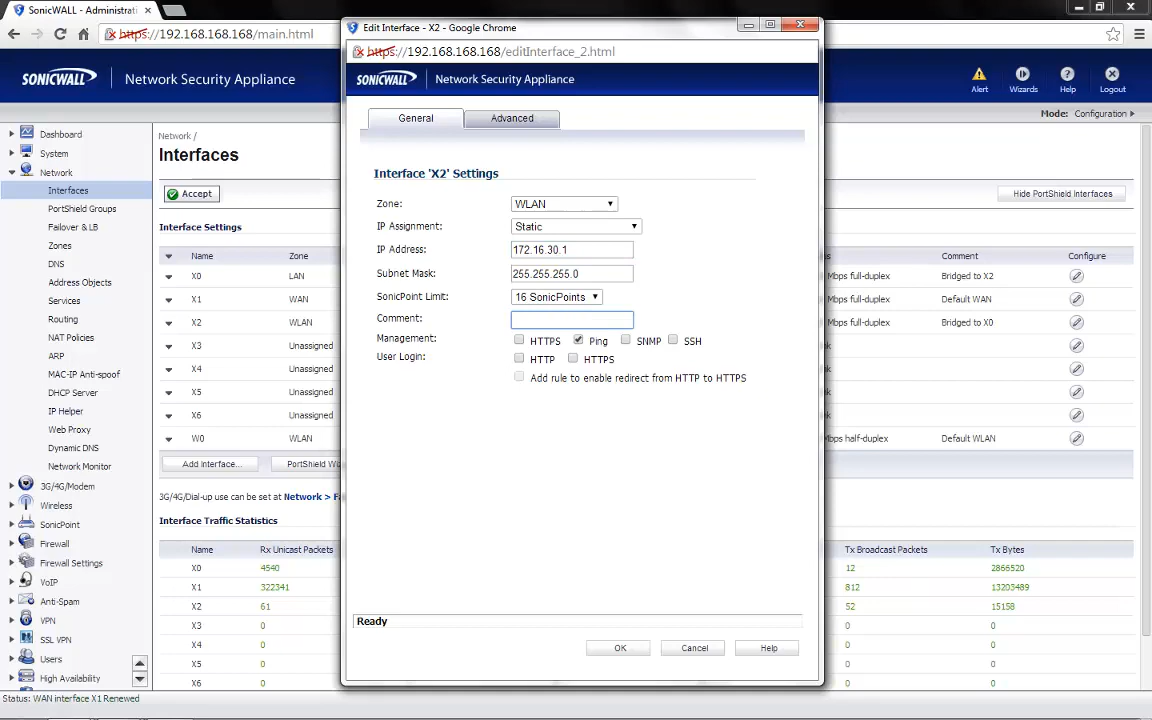 SonicWALL - Administrati
https://192.168.168.168/main.html
SONICWALL
Network Security Appliance
Alert
Wizards
Help
Logout
Mode: Configuration
Dashboard
System
Network
Interfaces
PortShield Groups
Failover & LB
Zones
DNS
Address Objects
Services
Routing
NAT Policies
ARP
MAC-IP Anti-spoof
DHCP Server
IP Helper
Web Proxy
Dynamic DNS
Network Monitor
3G/4G/Modem
Wireless
SonicPoint
Firewall
Firewall Settings
VoIP
Anti-Spam
VPN
SSL VPN
Users
High Availability
Status: WAN interface X1 Renewed
Network /
Interfaces
Accept
Hide PortShield Interfaces
Interface Settings
Name Zone Comment Configure
X0 LAN Mbps full-duplex Bridged to X2
X1 WAN Mbps full-duplex Default WAN
X2 WLAN Mbps full-duplex Bridged to X0
X3 Unassigned
X4 Unassigned
X5 Unassigned
X6 Unassigned
W0 WLAN Mbps half-duplex Default WLAN
Add Interface...
PortShield W
3G/4G/Dial-up use can be set at Network >
Interface Traffic Statistics
Name Rx Unicast Packets Tx Broadcast Packets Tx Bytes
X0 4540 12 2866520
X1 322341 812 13203489
X2 61 52 15158
X3 0 0 0
X4 0 0 0
X5 0 0 0
X6 0 0 0
Edit Interface - X2 - Google Chrome
https://192.168.168.168/editInterface_2.html
SONICWALL
Network Security Appliance
General
Advanced
Interface 'X2' Settings
Zone: WLAN
IP Assignment: Static
IP Address: 172.16.30.1
Subnet Mask: 255.255.255.0
SonicPoint Limit: 16 SonicPoints
Comment:
Management: HTTPS Ping SNMP SSH
User Login: HTTP HTTPS
Add rule to enable redirect from HTTP to HTTPS
Ready
OK
Cancel
Help